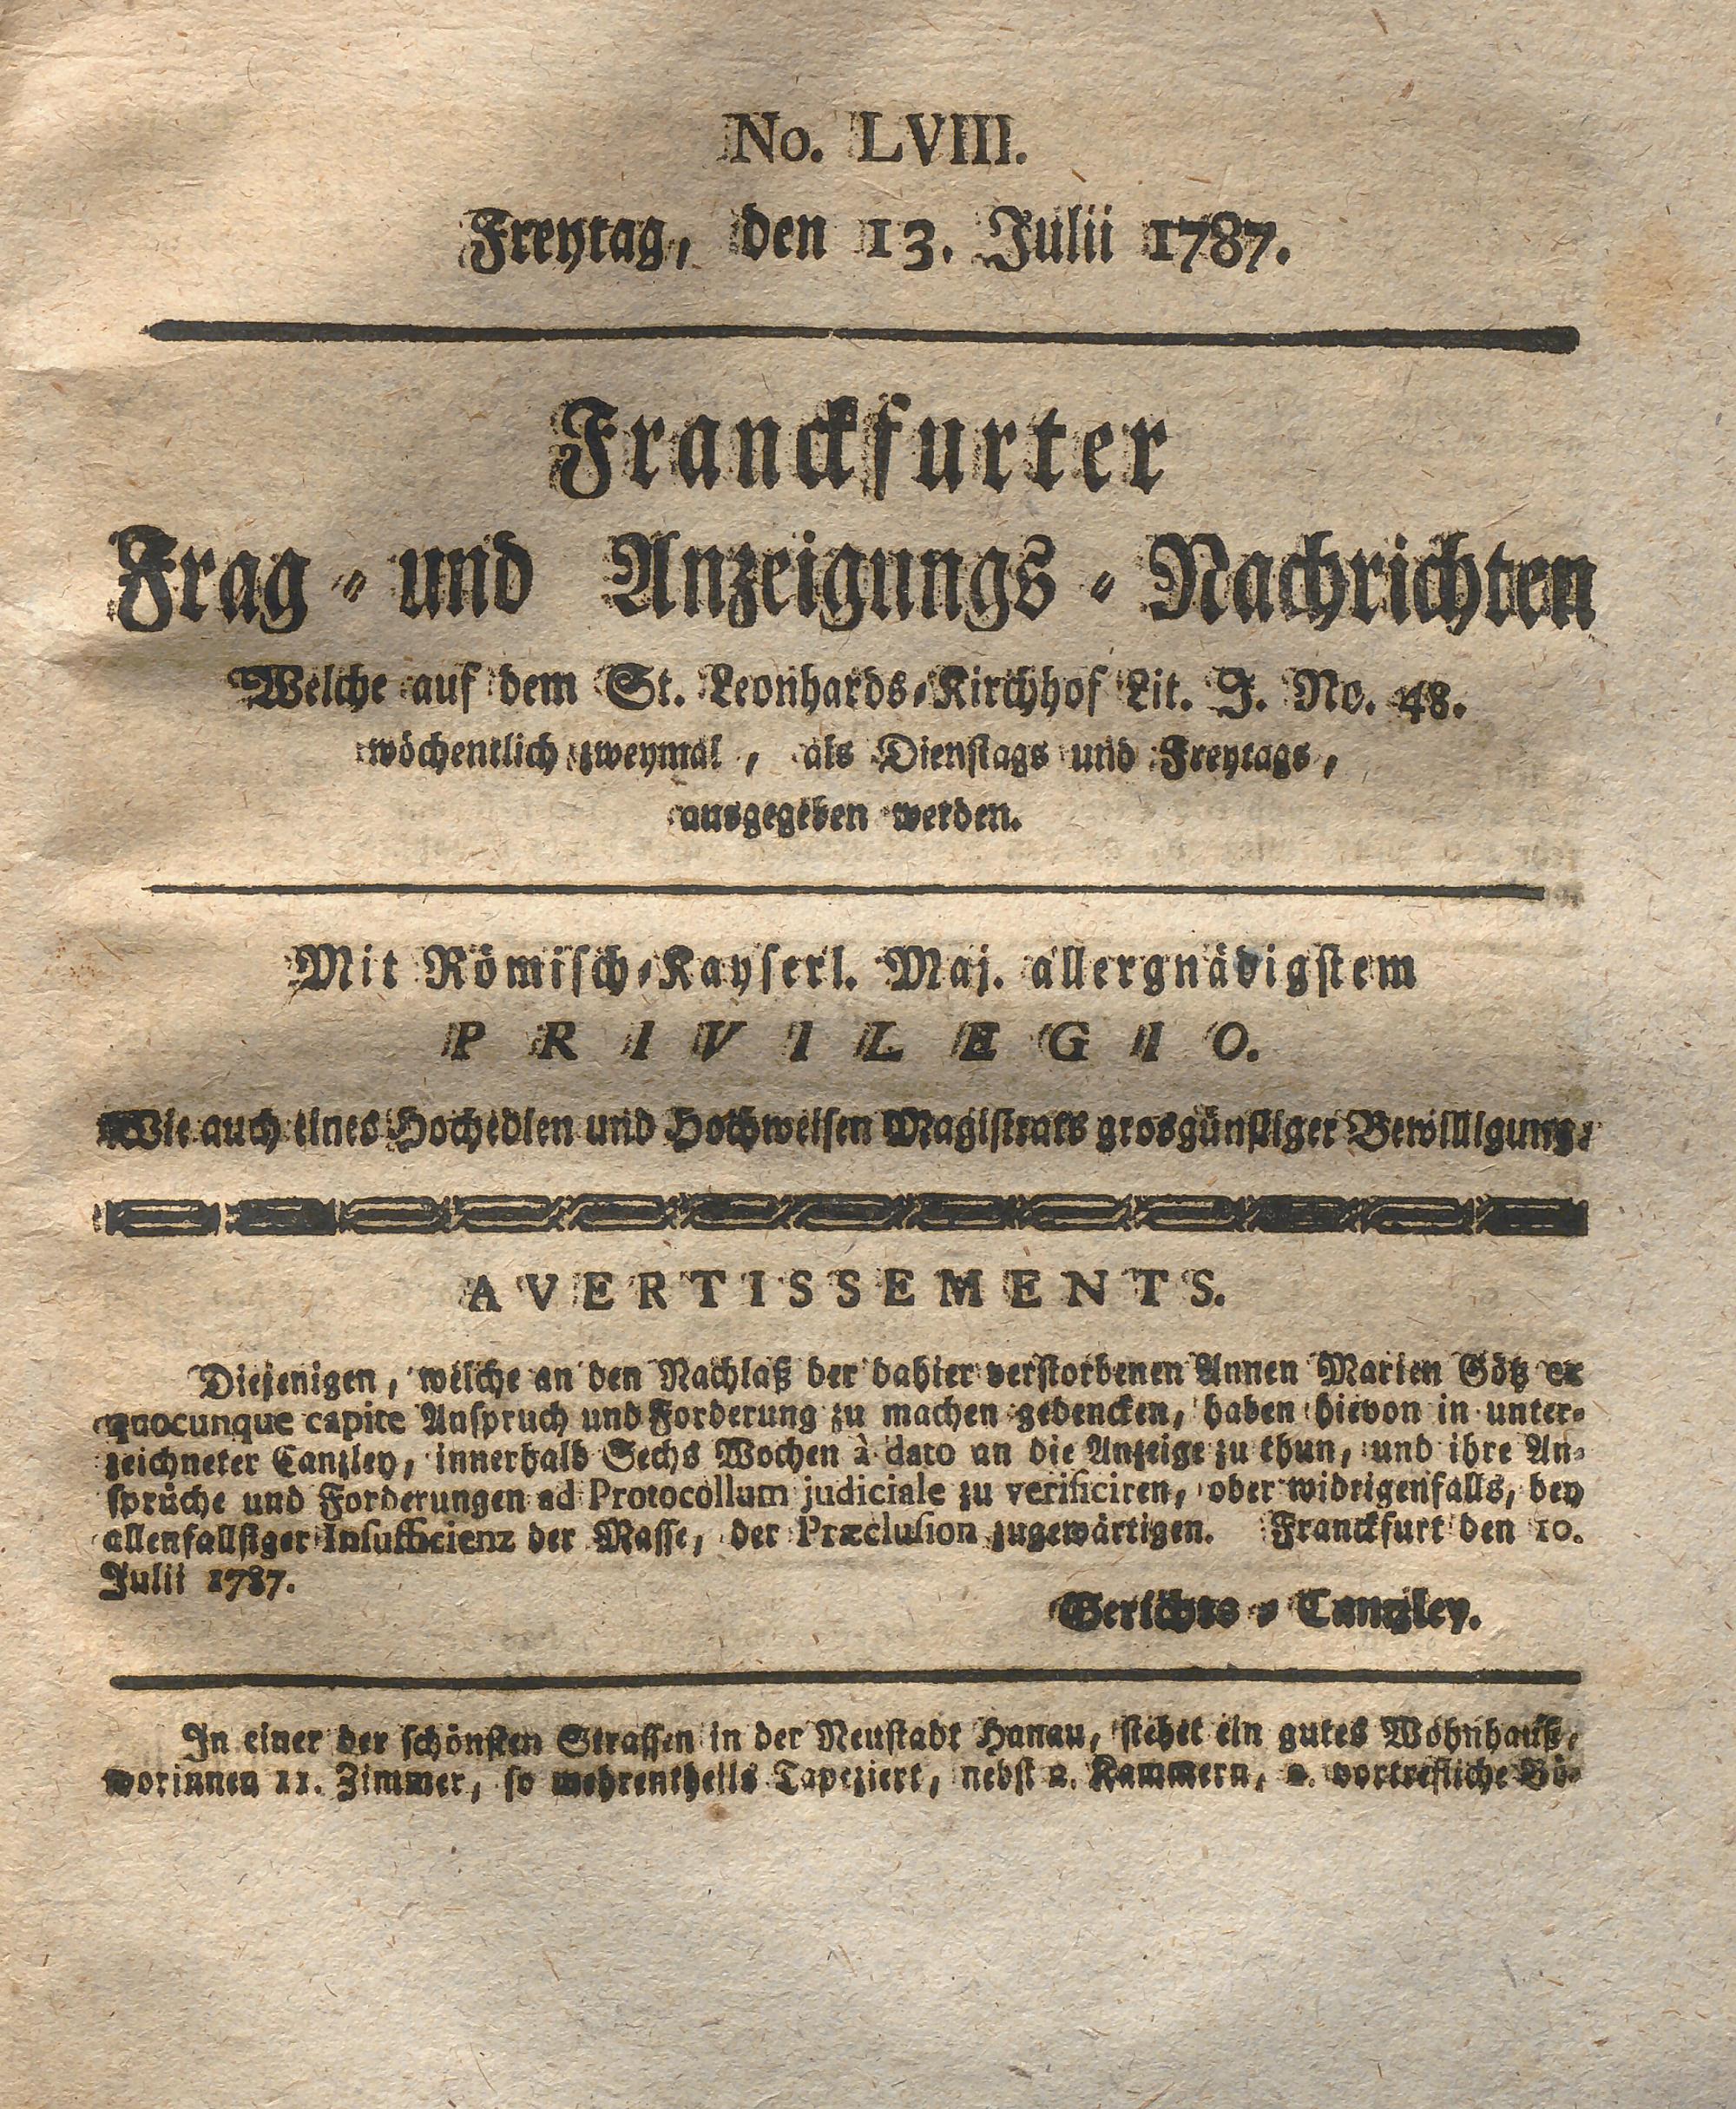 No. LVIII.
Freytag, den 13. Julii 1787.
Franckfurter
Frag- und Anzeigungs-Nachrichten
Welche auf dem St. Leonhards-Kirchhof Lit. J. No. 48.
wöchentlich zweymal, als Dienstags und Freytags,
ausgegeben werden.
Mit Römisch-Kayserl. Maj. allergnädigstem
PRIVILEGIO.
Wie auch eines Hochedlen und Hochweisen Magistrats grosgünstiger Bewilligung.
AVERTISSEMENTS.
Diejenigen, welche an den Nachlaß der dahier verstorbenen Annen Marien Götz ex
quocunque capite Anspruch und Forderung zu machen gedencken, haben hievon in unter-
zeichneter Canzley, innerhalb Sechs Wochen à dato an die Anzeige zu thun, und ihre An-
sprüche und Forderungen ad Protocollum judiciale zu verificiren, oder widrigenfalls, bey
allenfallsiger Insufficienz der Masse, der Præclusion zugewärtigen. Franckfurt den 10.
Julii 1787.
Gerichts-Canzley.
In einer der schönsten Strassen in der Neustadt Hanau, stehet ein gutes Wohnhauß,
worinnen 11. Zimmer, so mehrentheils Tapeziert, nebst 2. Kammern, vortrefliche Bö-